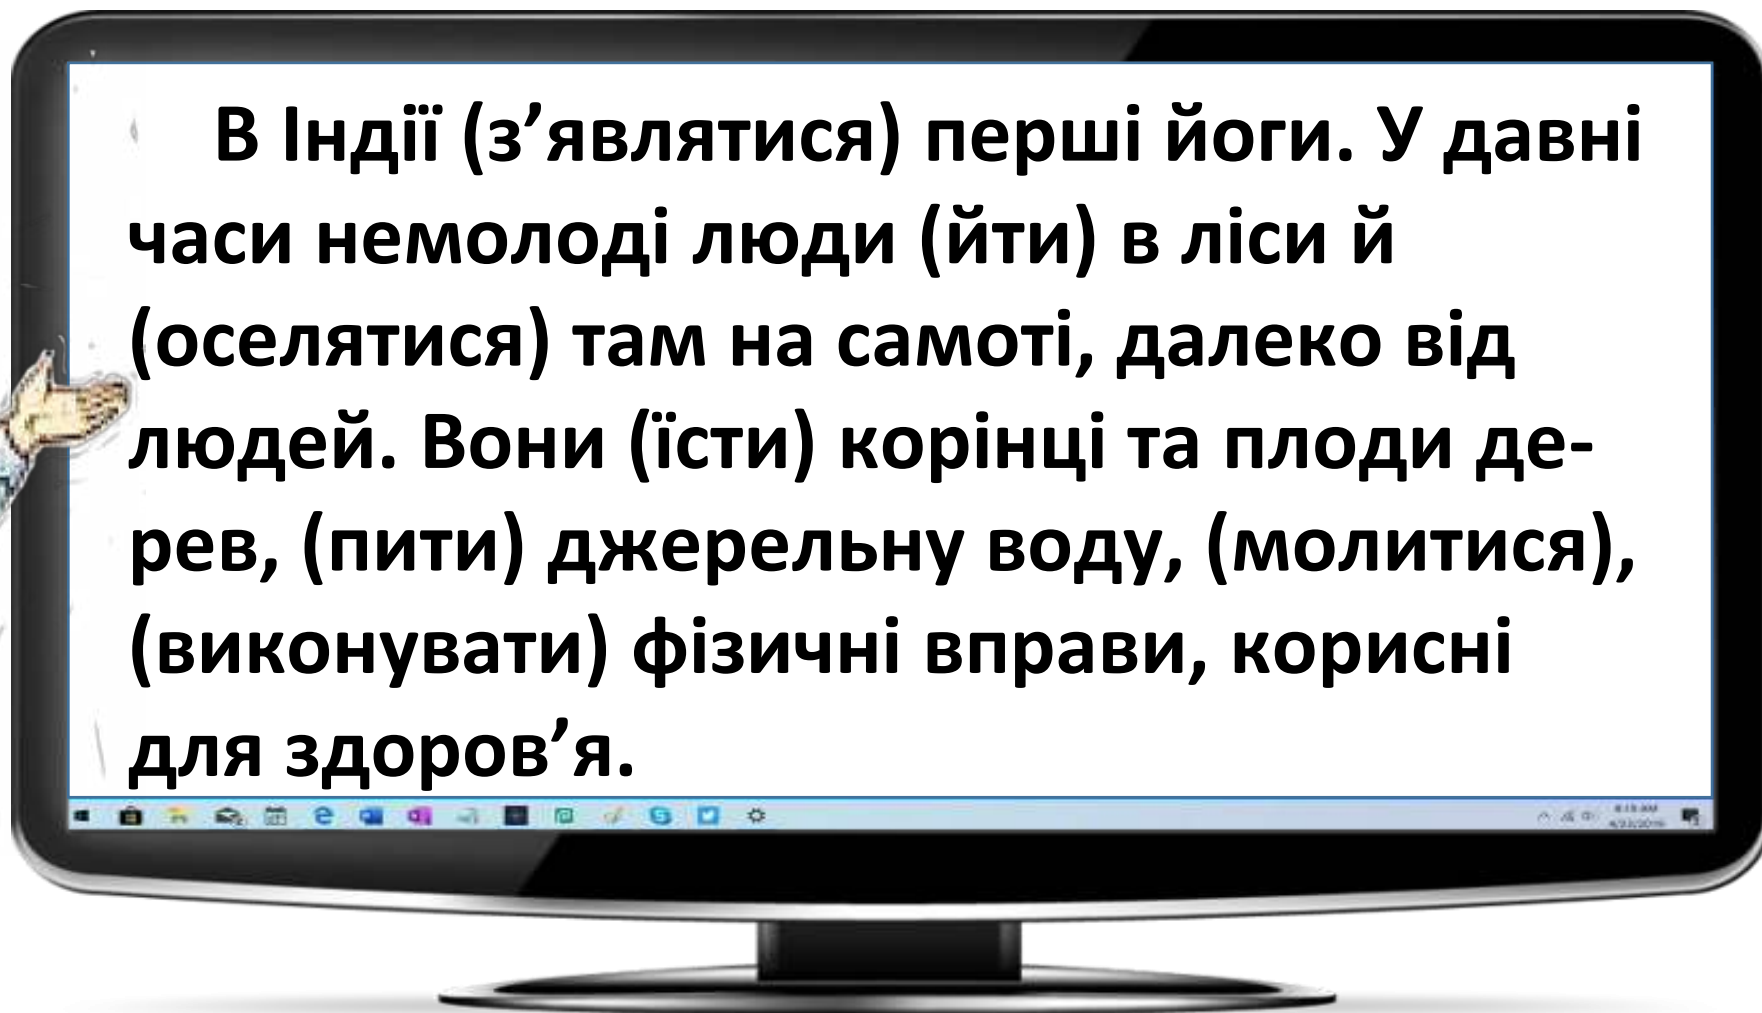 В Індії (з’являтися) перші йоги. У давні
часи немолоді люди (йти) в ліси й
(оселятися) там на самоті, далеко від
людей. Вони (їсти) корінці та плоди де-
рев, (пити) джерельну воду, (молитися),
(виконувати) фізичні вправи, корисні
для здоров’я.